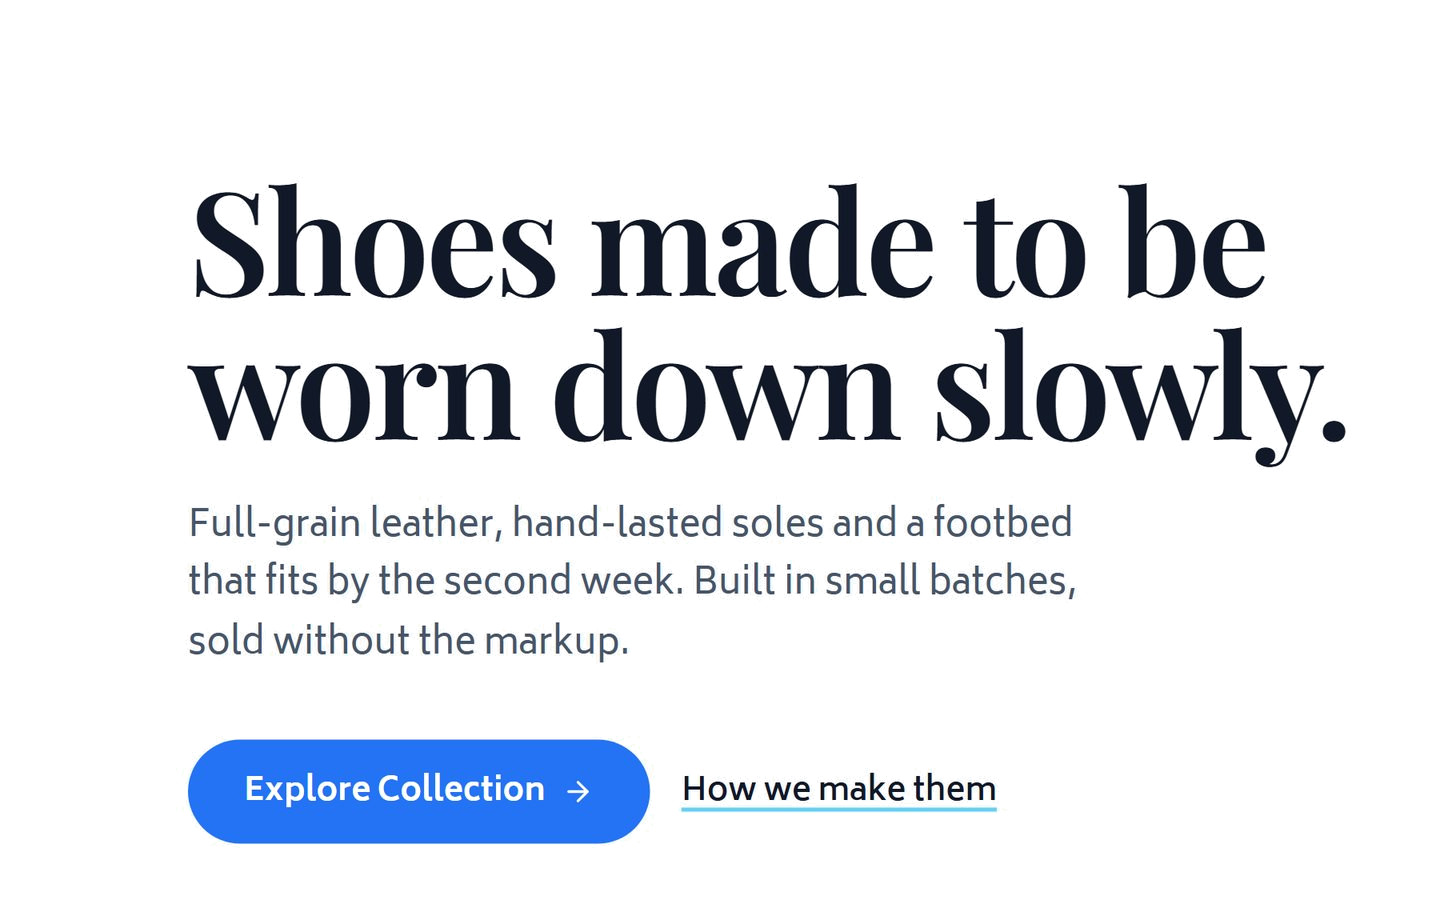 Shoes made to be
worn down slowly.
Full-grain leather, hand-lasted soles and a footbed
that fits by the second week. Built in small batches,
sold without the markup.
Explore Collection →
How we make them